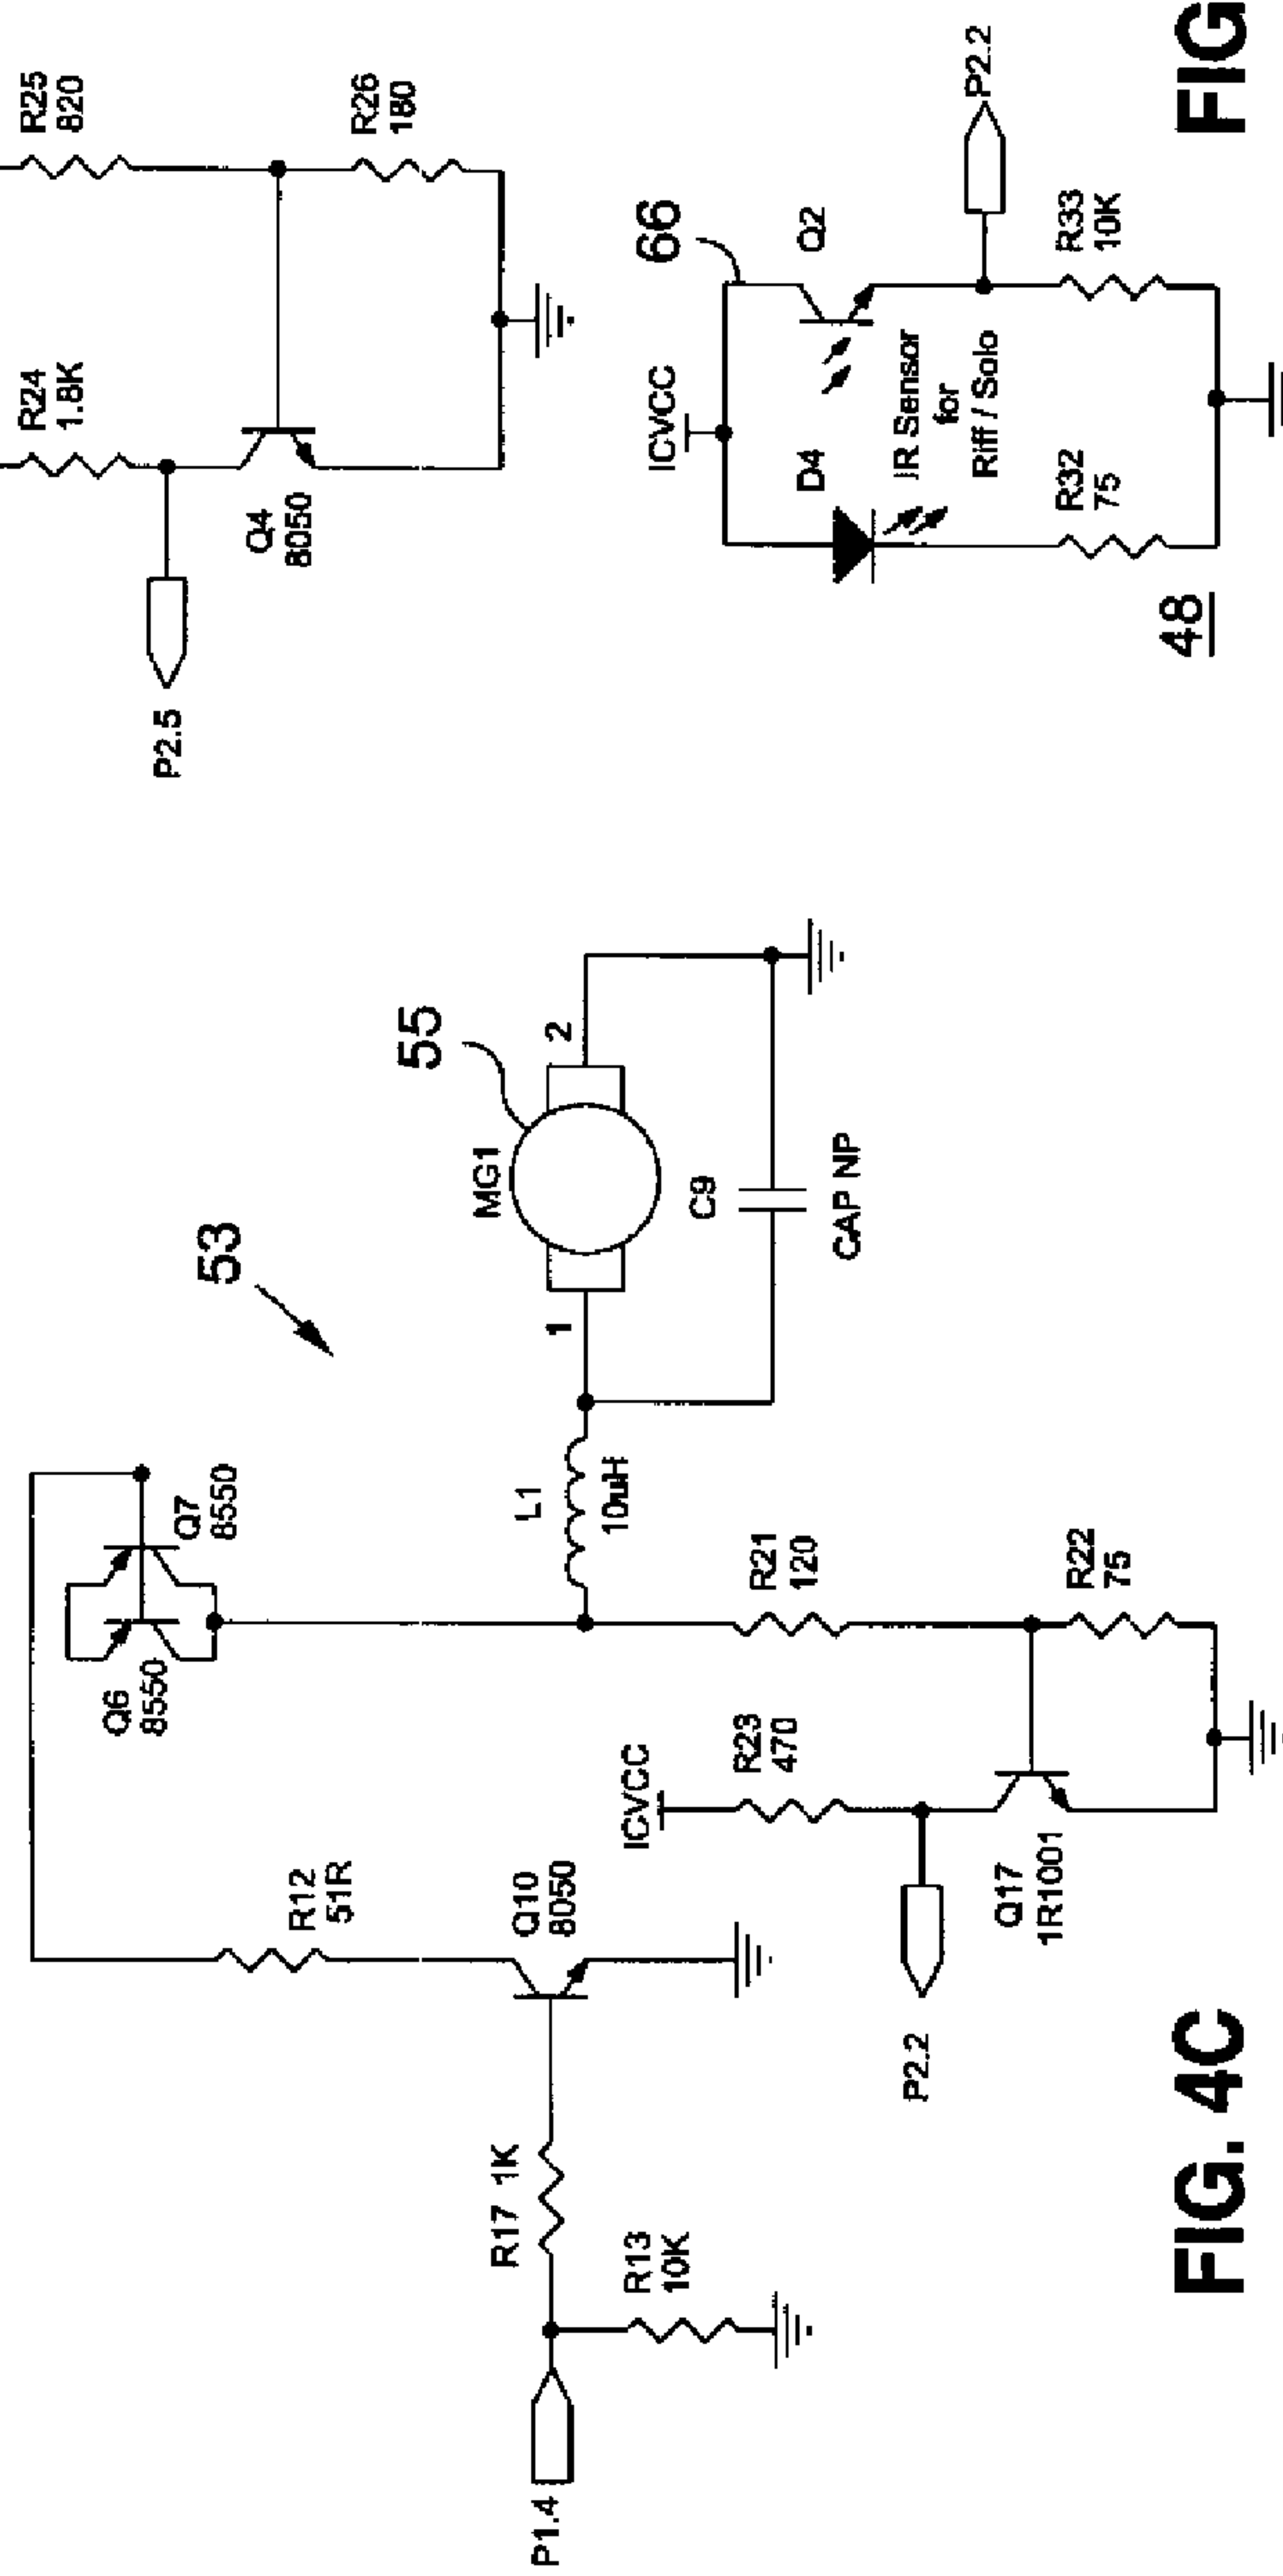 R24
1.8K
R25
820
Q4
8050
P2.5
R26
180
66
ICVCC
D4
Q2
IR Sensor
for
Riff / Solo
P2.2
R32
75
R33
10K
48
FIG
53
Q6
8550
Q7
8550
R12
51R
MG1
55
1
2
L1
10uH
C9
CAP NP
Q10
8050
R17 1K
P1.4
R13
10K
ICVCC
R23
470
R21
120
P2.2
Q17
1R1001
R22
75
FIG. 4C